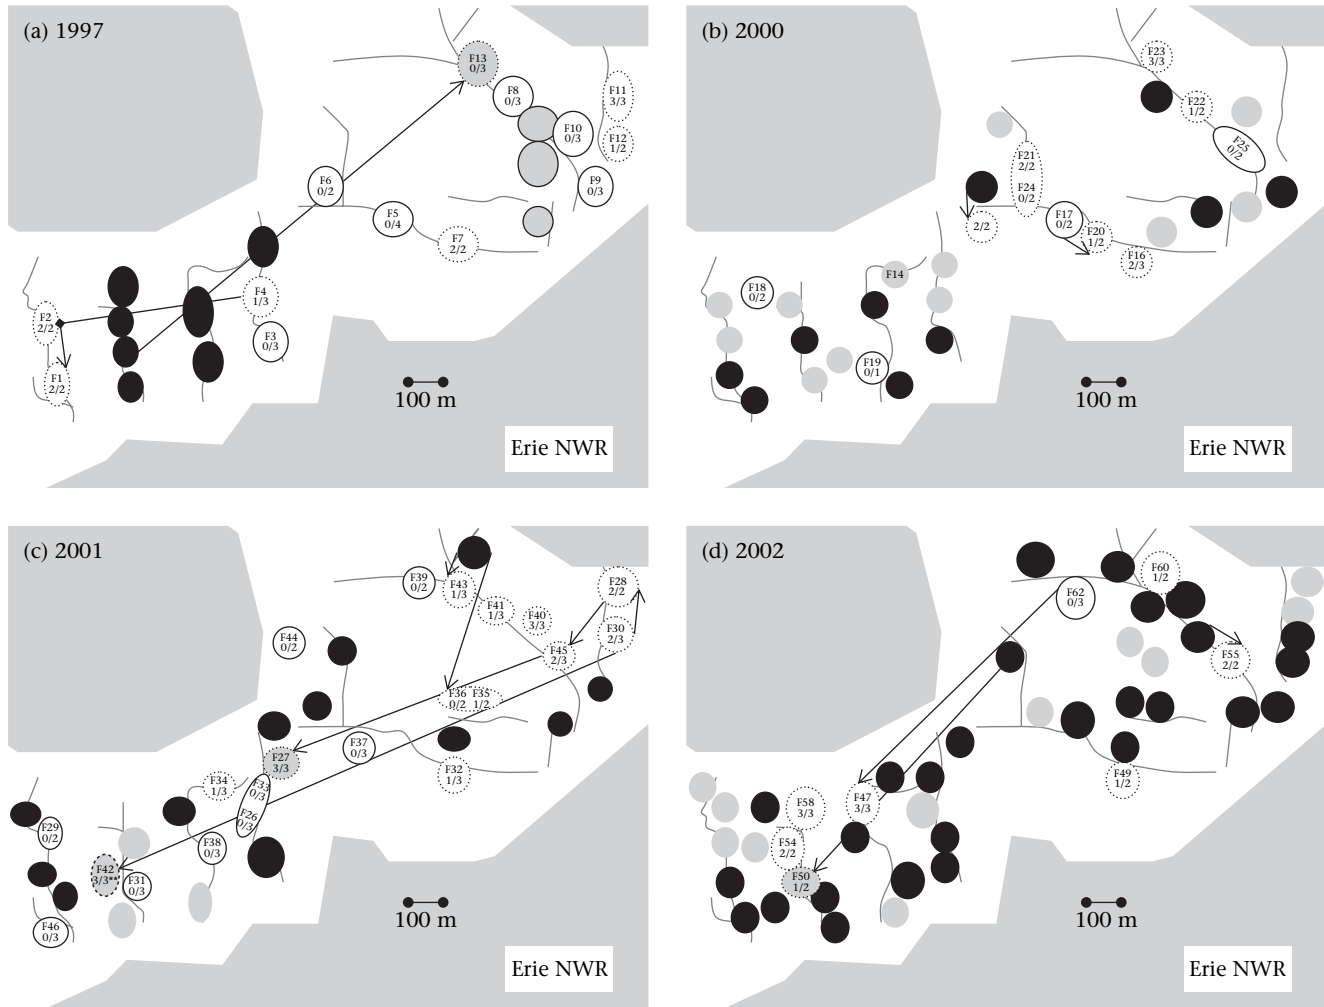 (a) 1997
F13
0/3
F8
0/3
F11
3/3
F10
0/3
F12
1/2
F6
0/2
F9
0/3
F5
0/4
F7
2/2
F4
1/3
F2
2/2
F3
0/3
F1
2/2
100 m
Erie NWR
(b) 2000
F23
3/3
F22
1/2
F25
0/2
F21
2/2
F24
0/2
F17
0/2
2/2
F20
1/2
F16
2/3
F14
F18
0/2
F19
0/1
100 m
Erie NWR
(c) 2001
F39
0/2
F43
1/3
F28
2/2
F41
1/3
F40
3/3
F30
2/3
F44
0/2
F45
2/3
F36 F35
0/2 1/2
F37
0/3
F27
3/3
F32
1/3
F34
1/3
F33
0/3
F26
0/3
F29
0/2
F38
0/3
F42
3/3**
F31
0/3
F46
0/3
100 m
Erie NWR
(d) 2002
F60
1/2
F62
0/3
F55
2/2
F49
1/2
F58
3/3
F47
3/3
F54
2/2
F50
1/2
100 m
Erie NWR